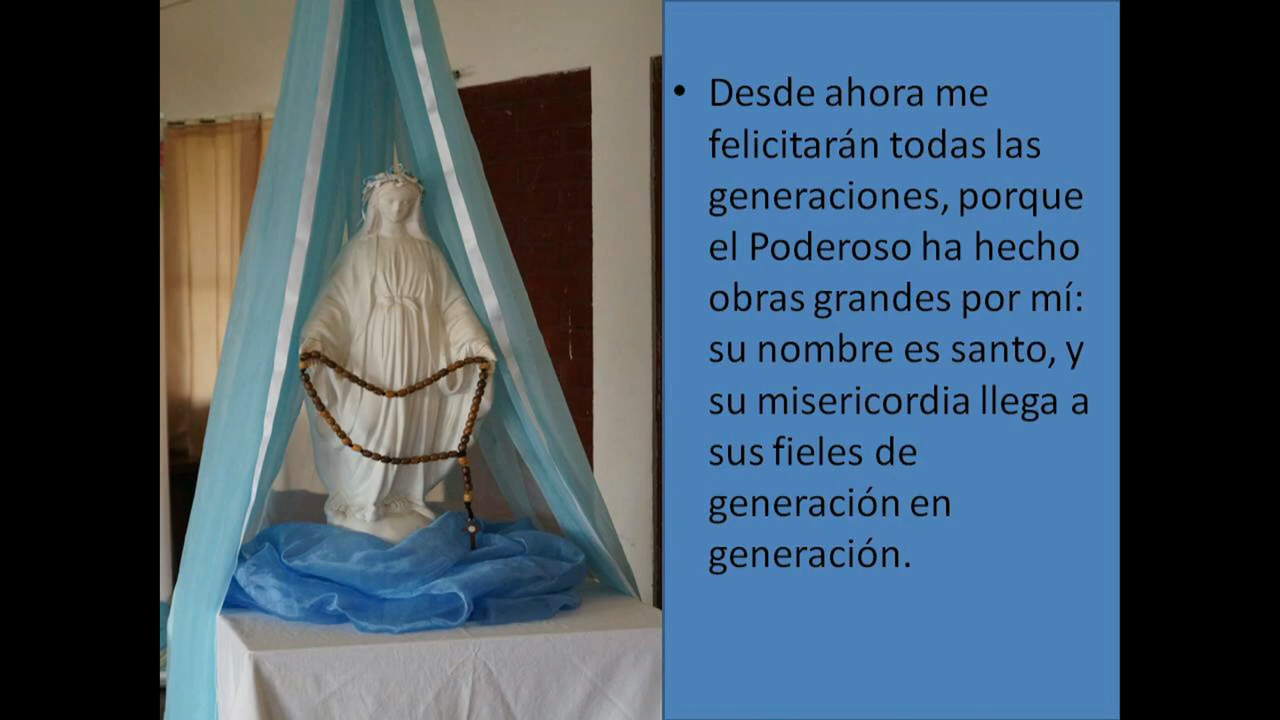 • Desde ahora me
felicitarán todas las
generaciones, porque
el Poderoso ha hecho
obras grandes por mí:
su nombre es santo, y
su misericordia llega a
sus fieles de
generación en
generación.